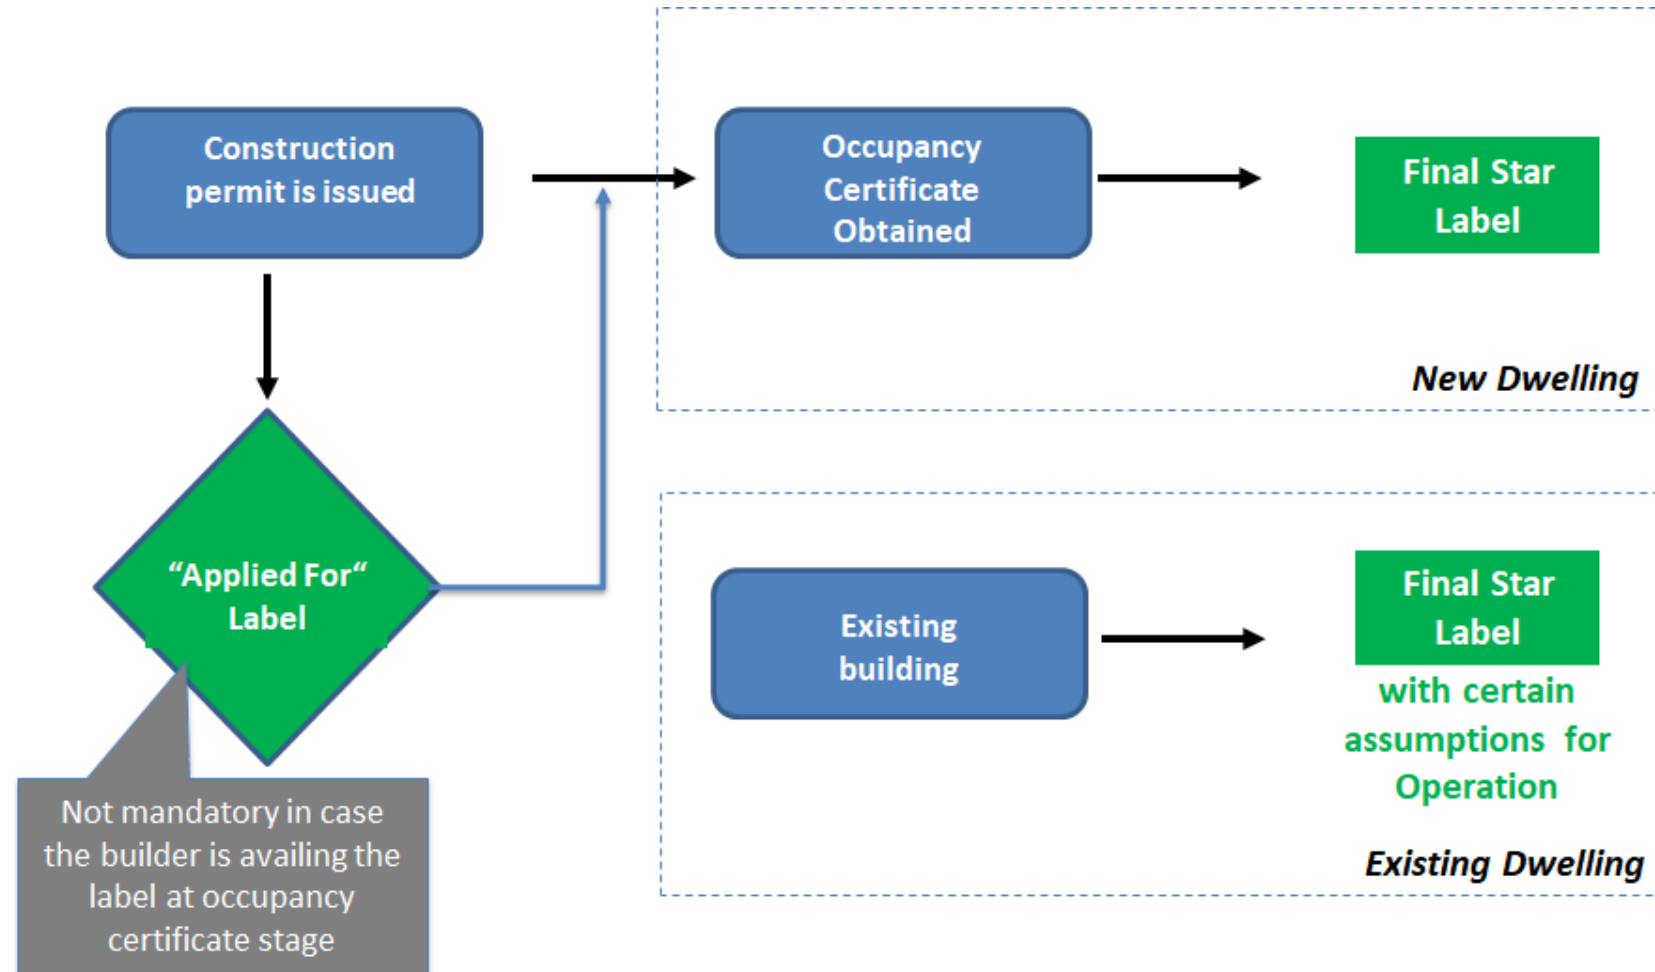 Construction
permit is issued
Occupancy
Certificate
Obtained
Final Star
Label
New Dwelling
“Applied For“
Label
Not mandatory in case
the builder is availing the
label at occupancy
certificate stage
Existing
building
Final Star
Label
with certain
assumptions for
Operation
Existing Dwelling